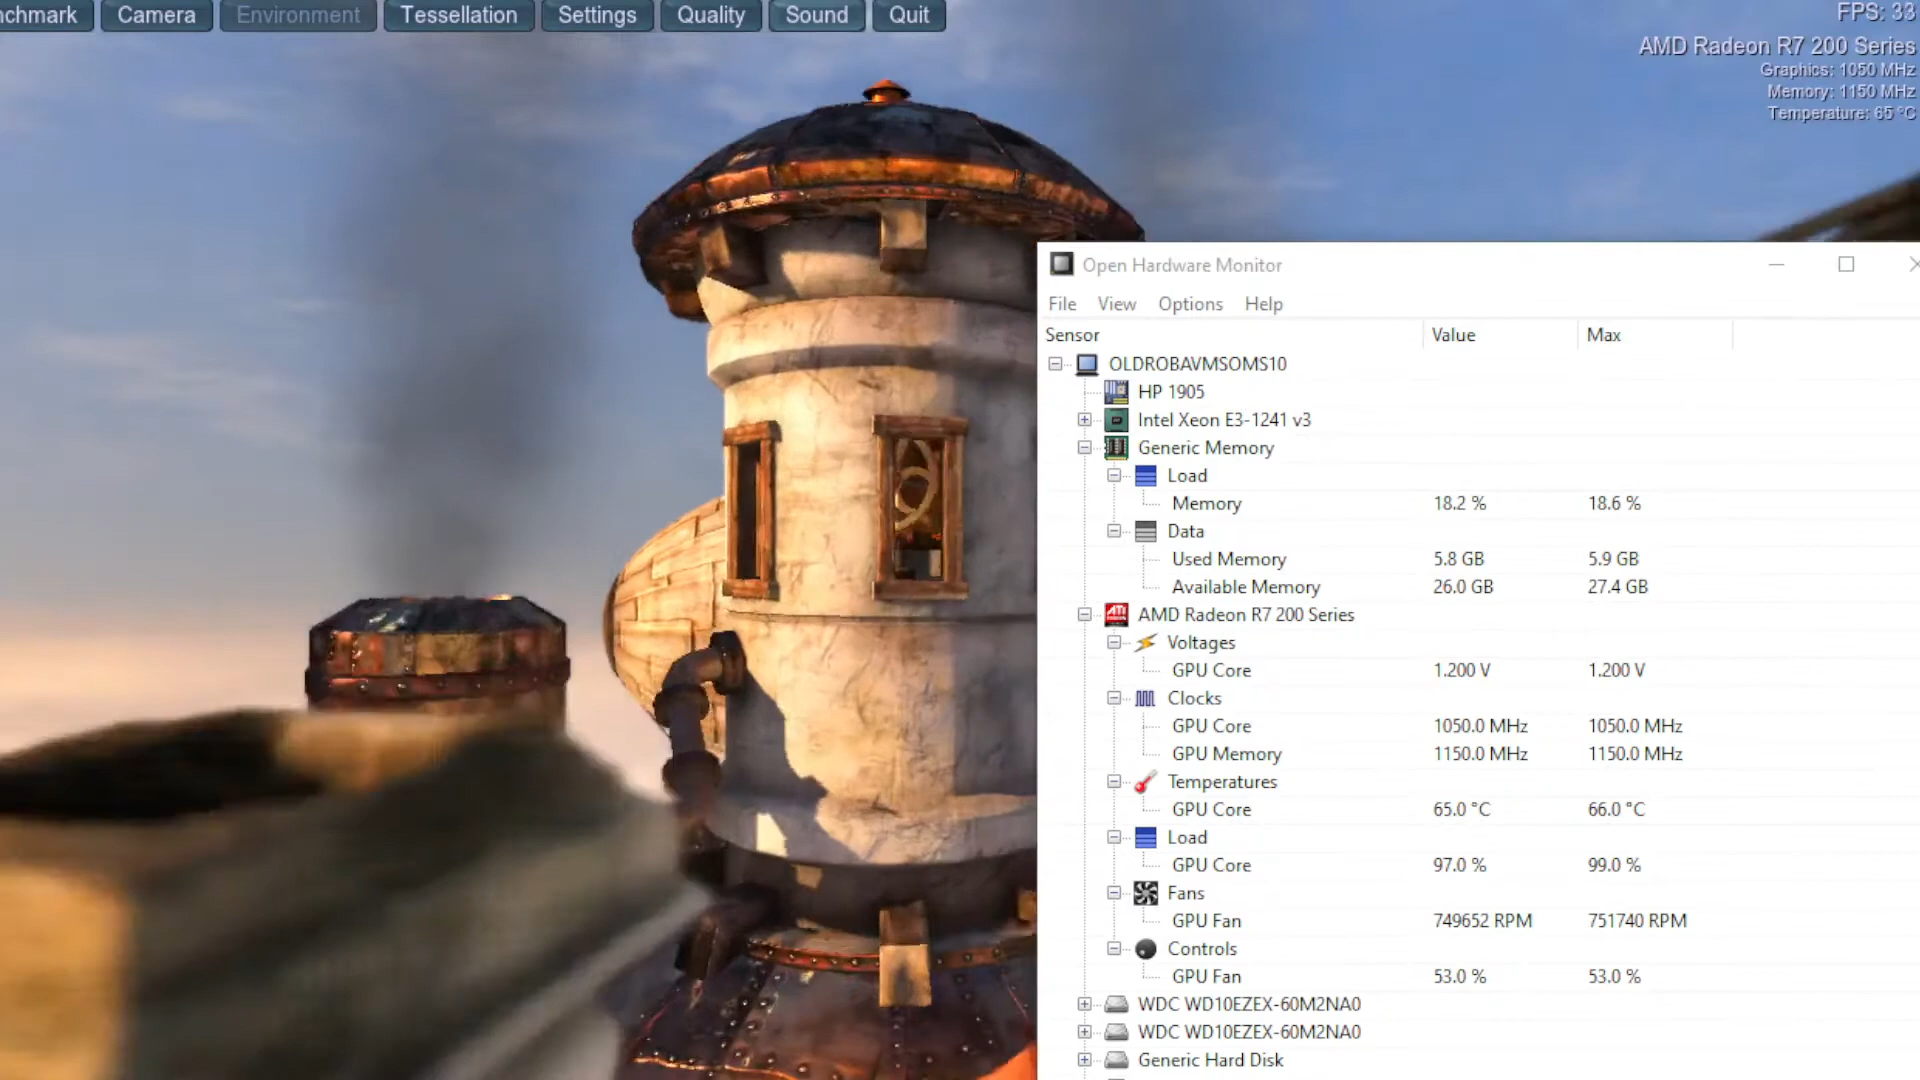 nchmark Camera Environment Tessellation Settings Quality Sound Quit
FPS: 33
AMD Radeon R7 200 Series
Graphics: 1050 MHz
Memory: 1150 MHz
Temperature: 65 °C
Open Hardware Monitor
File View Options Help
Sensor Value Max
OLDROBAVMSOMS10
HP 1905
Intel Xeon E3-1241 v3
Generic Memory
Load
Memory 18.2 % 18.6 %
Data
Used Memory 5.8 GB 5.9 GB
Available Memory 26.0 GB 27.4 GB
ATI AMD Radeon R7 200 Series
Voltages
GPU Core 1.200 V 1.200 V
Clocks
GPU Core 1050.0 MHz 1050.0 MHz
GPU Memory 1150.0 MHz 1150.0 MHz
Temperatures
GPU Core 65.0 °C 66.0 °C
Load
GPU Core 97.0 % 99.0 %
Fans
GPU Fan 749652 RPM 751740 RPM
Controls
GPU Fan 53.0 % 53.0 %
WDC WD10EZEX-60M2NA0
WDC WD10EZEX-60M2NA0
Generic Hard Disk